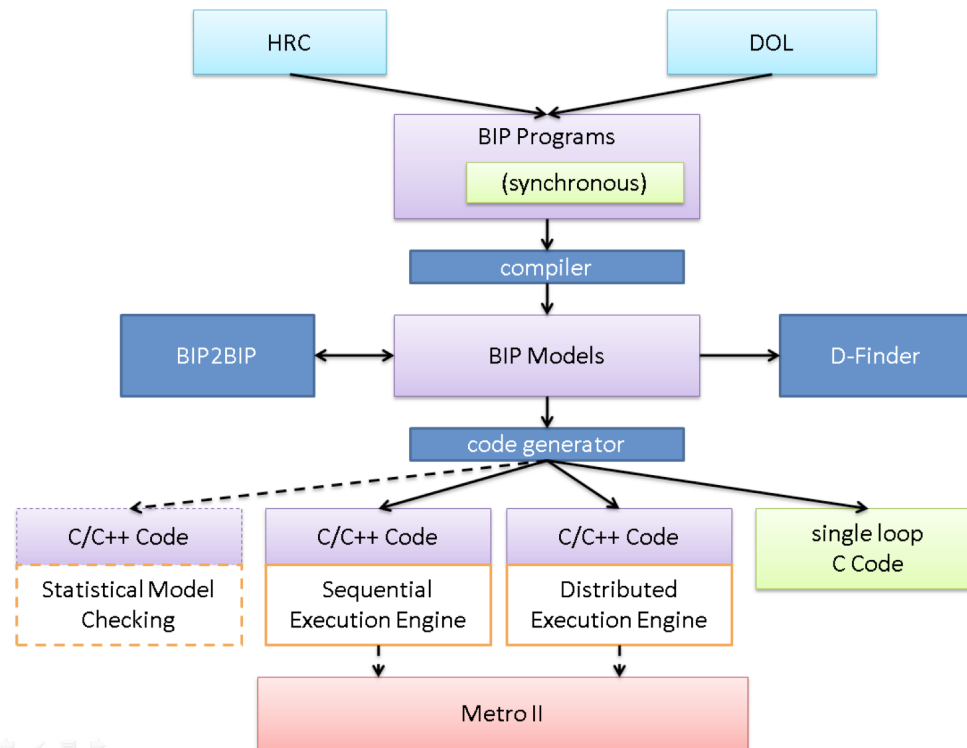 HRC
DOL
BIP Programs
(synchronous)
compiler
BIP2BIP
BIP Models
D-Finder
code generator
C/C++ Code
Statistical Model
Checking
C/C++ Code
Sequential
Execution Engine
C/C++ Code
Distributed
Execution Engine
single loop
C Code
Metro II